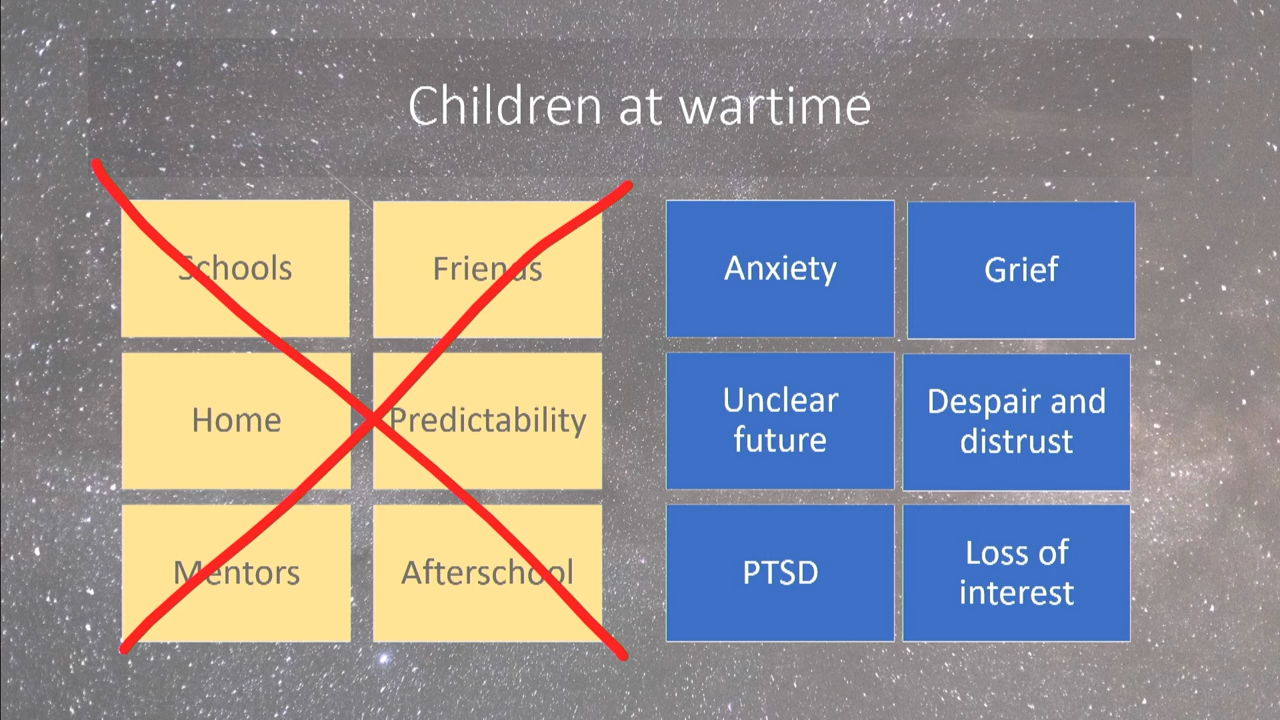 Children at wartime
Schools
Friends
Anxiety
Grief
Home
Predictability
Unclear
future
Despair and
distrust
Mentors
Afterschool
PTSD
Loss of
interest